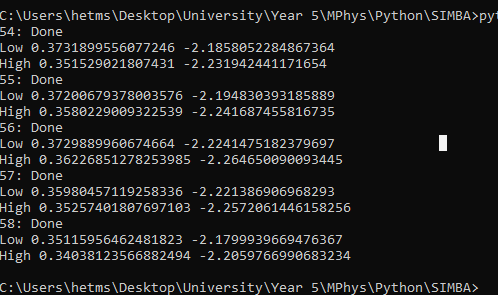 C:\Users\hetms\Desktop\University\Year 5\MPhys\Python\SIMBA>pyt
54: Done
Low 0.3731899556077246 -2.1858052284867364
High 0.351529021807431 -2.231942441171654
55: Done
Low 0.37200679378003576 -2.194830393185889
High 0.3580229009322539 -2.241687455816735
56: Done
Low 0.3729889960674664 -2.2241475182379697
High 0.36226851278253985 -2.264650090093445
57: Done
Low 0.35980457119258336 -2.221386906968293
High 0.35257401807697103 -2.2572061446158256
58: Done
Low 0.35115956462481823 -2.1799939669476367
High 0.34038123566882494 -2.2059766990683234
C:\Users\hetms\Desktop\University\Year 5\MPhys\Python\SIMBA>